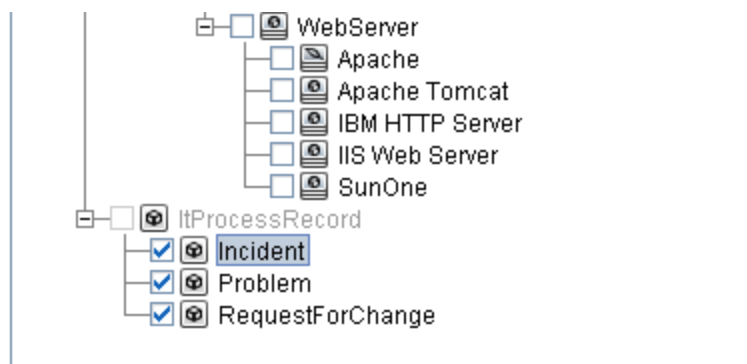 WebServer
Apache
Apache Tomcat
IBM HTTP Server
IIS Web Server
SunOne
ItProcessRecord
Incident
Problem
RequestForChange